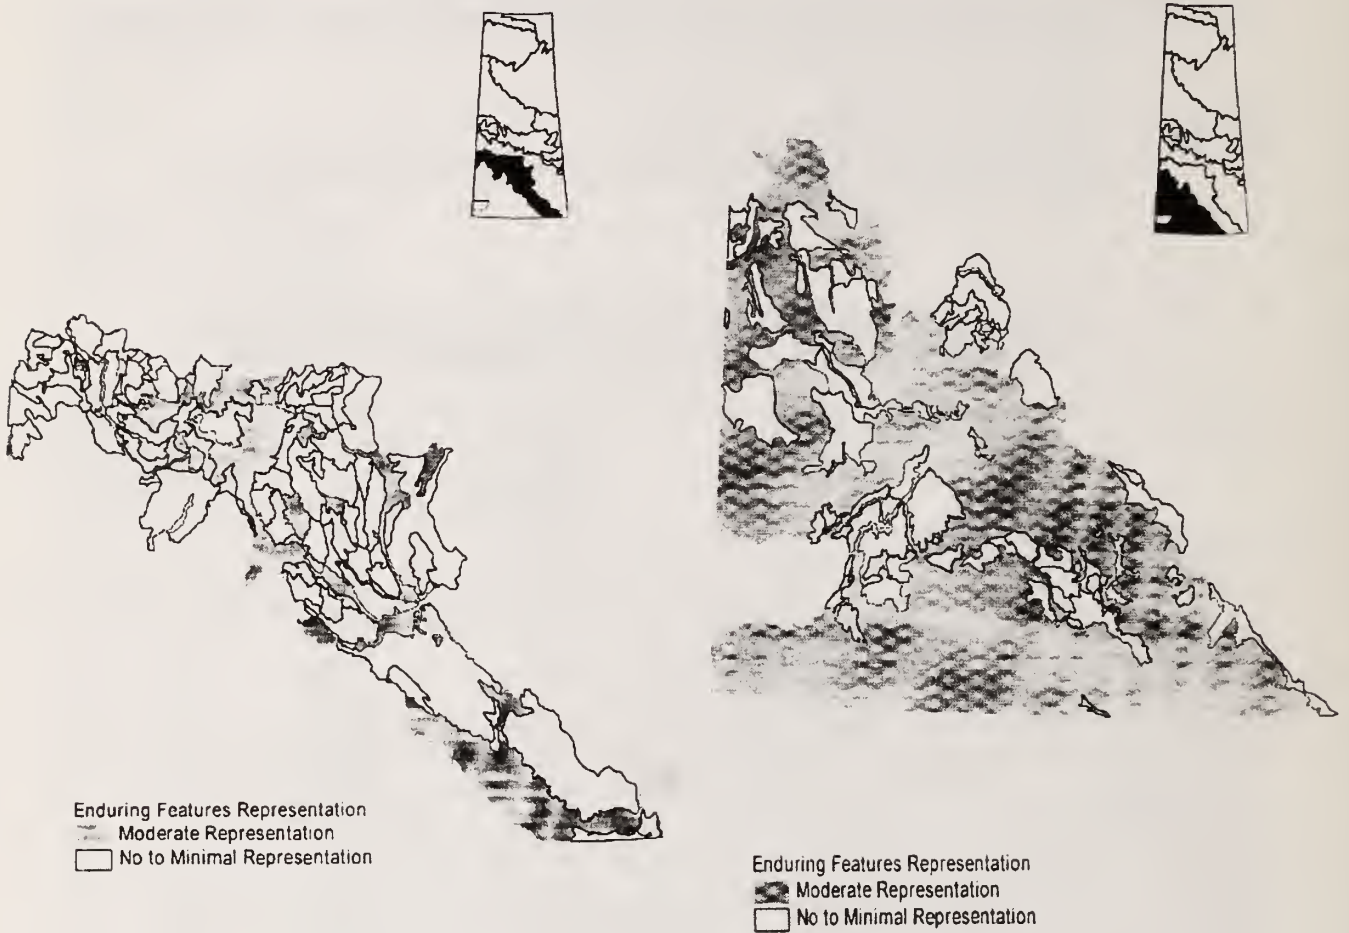 Enduring Features Representation
Moderate Representation
No to Minimal Representation
Enduring Features Representation
Moderate Representation
No to Minimal Representation